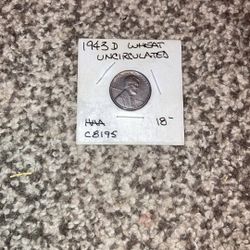 1943 D WHEAT
UNCIRCULATED
HAA 18-
C8195